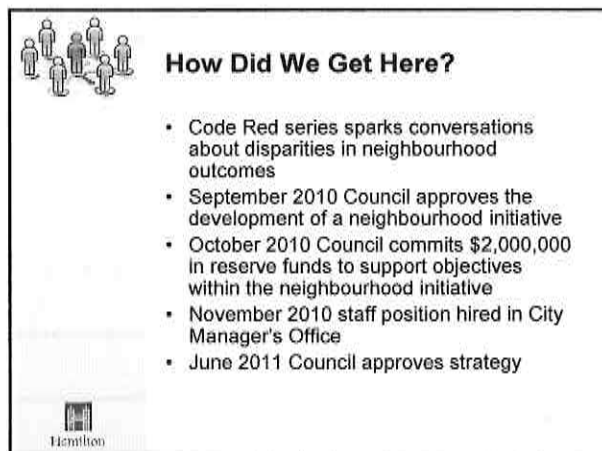 How Did We Get Here?
• Code Red series sparks conversations
about disparities in neighbourhood
outcomes
• September 2010 Council approves the
development of a neighbourhood initiative
• October 2010 Council commits $2,000,000
in reserve funds to support objectives
within the neighbourhood initiative
• November 2010 staff position hired in City
Manager's Office
• June 2011 Council approves strategy
Hamilton